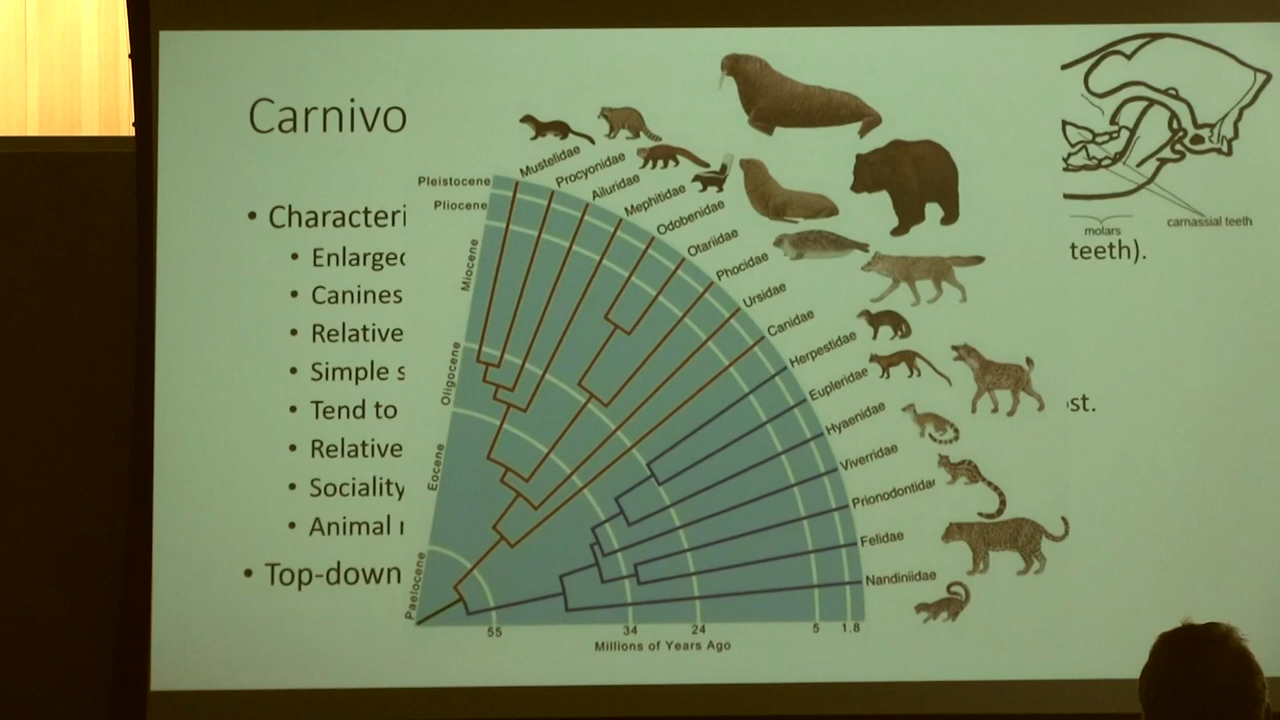 Carnivo
• Characteri
• Enlarged
• Canines
• Relative
• Simple s
• Tend to
• Relative
• Sociality
• Animal
• Top-down
Mustelidae
Procyonidae
Ailuridae
Mephitidae
Odobenidae
Otariidae
Phocidae
Ursidae
Canidae
Herpestidae
Eupleridae
Hyaenidae
Viverridae
Prionodontidae
Felidae
Nandiniidae
Pleistocene
Pliocene
Miocene
Oligocene
Eocene
Paelocene
55 34 24 5 1.8
Millions of Years Ago
molars
carnassial teeth
teeth).
st.